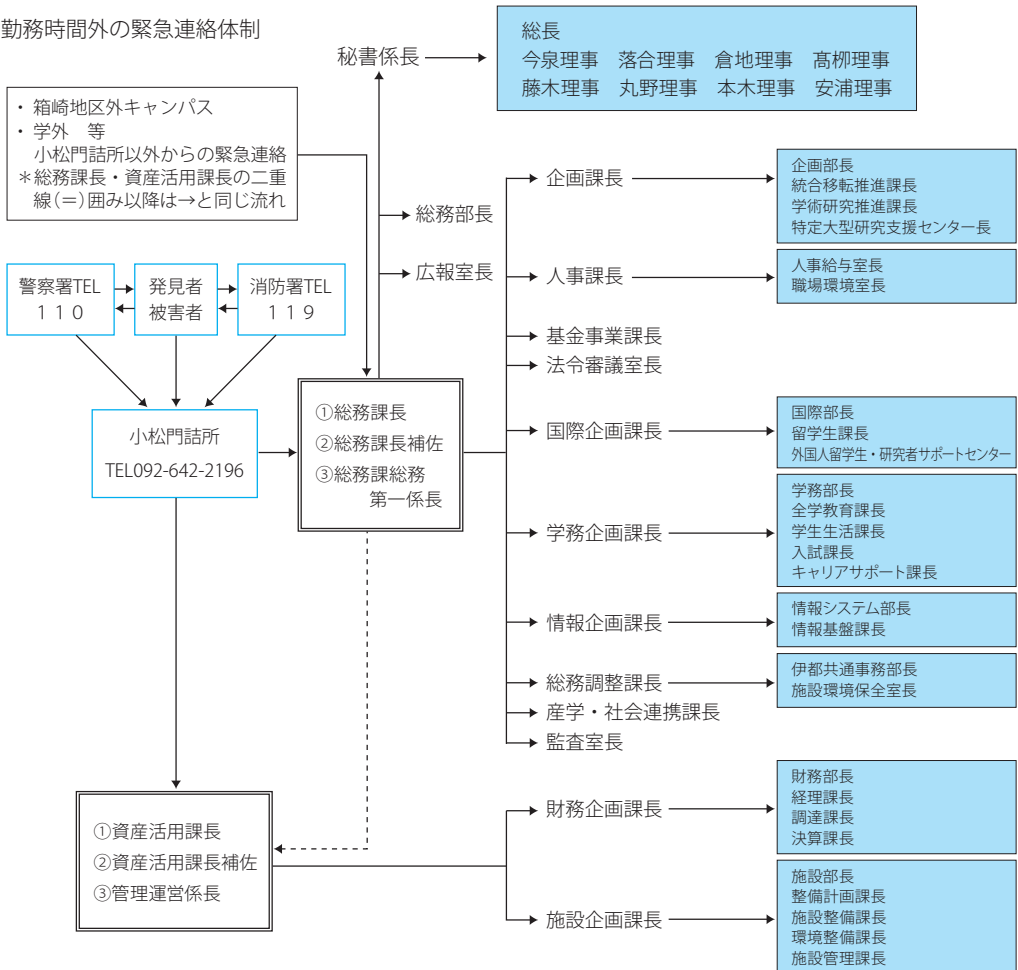 勤務時間外の緊急連絡体制
秘書係長
総長
今泉理事 落合理事 倉地理事 髙栁理事
藤木理事 丸野理事 本木理事 安浦理事
・ 箱崎地区外キャンパス
・ 学外 等
小松門詰所以外からの緊急連絡
＊総務課長・資産活用課長の二重
線(＝)囲み以降は→と同じ流れ
総務部長
広報室長
警察署TEL
１１０
発見者
被害者
消防署TEL
１１９
小松門詰所
TEL092-642-2196
①総務課長
②総務課長補佐
③総務課総務
第一係長
企画課長
企画部長
統合移転推進課長
学術研究推進課長
特定大型研究支援センター長
人事課長
人事給与室長
職場環境室長
基金事業課長
法令審議室長
国際企画課長
国際部長
留学生課長
外国人留学生・研究者サポートセンター
学務企画課長
学務部長
全学教育課長
学生生活課長
入試課長
キャリアサポート課長
情報企画課長
情報システム部長
情報基盤課長
総務調整課長
伊都共通事務部長
施設環境保全室長
産学・社会連携課長
監査室長
①資産活用課長
②資産活用課長補佐
③管理運営係長
財務企画課長
財務部長
経理課長
調達課長
決算課長
施設企画課長
施設部長
整備計画課長
施設整備課長
環境整備課長
施設管理課長